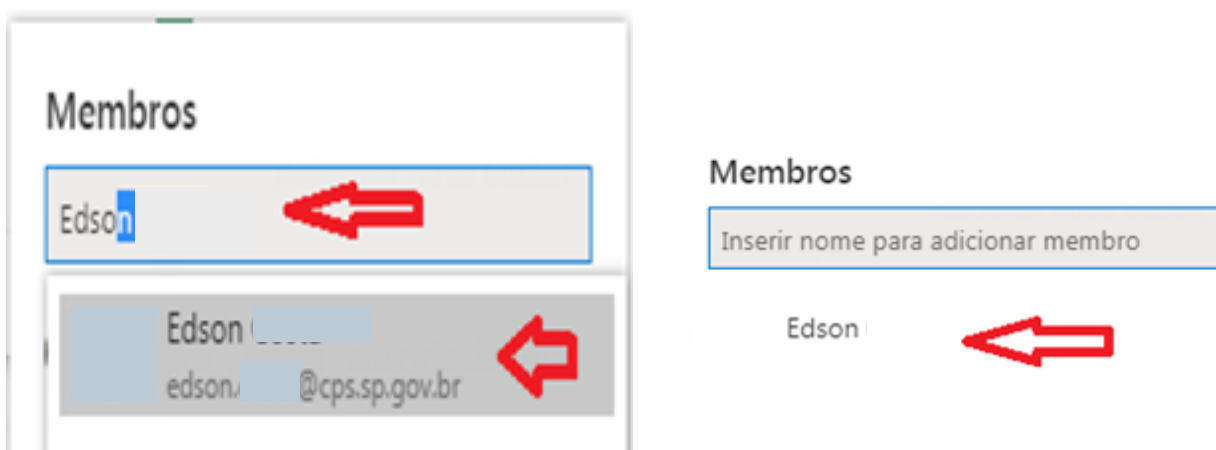 Membros
Edson
Edson
edson. @cps.sp.gov.br
Membros
Inserir nome para adicionar membro
Edson